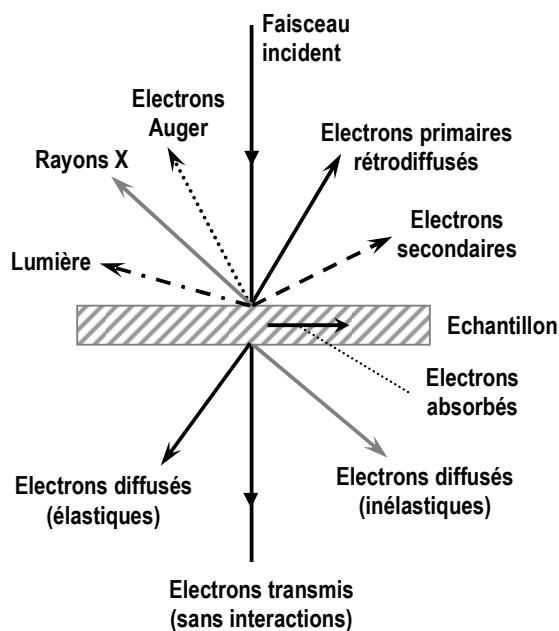 Faisceau
incident
Electrons
Auger
Electrons primaires
rétrodiffusés
Rayons X
Electrons
secondaires
Lumière
Echantillon
Electrons
absorbés
Electrons diffusés
(élastiques)
Electrons diffusés
(inélastiques)
Electrons transmis
(sans interactions)